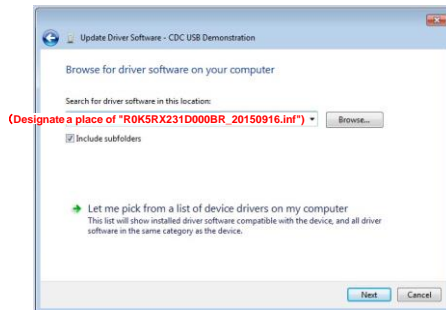 Update Driver Software - CDC USB Demonstration
Browse for driver software on your computer
Search for driver software in this location:
(Designate a place of "R0K5RX231D000BR_20150916.inf") Browse...
Include subfolders
Let me pick from a list of device drivers on my computer
This list will show installed driver software compatible with the device, and all driver
software in the same category as the device.
Next Cancel